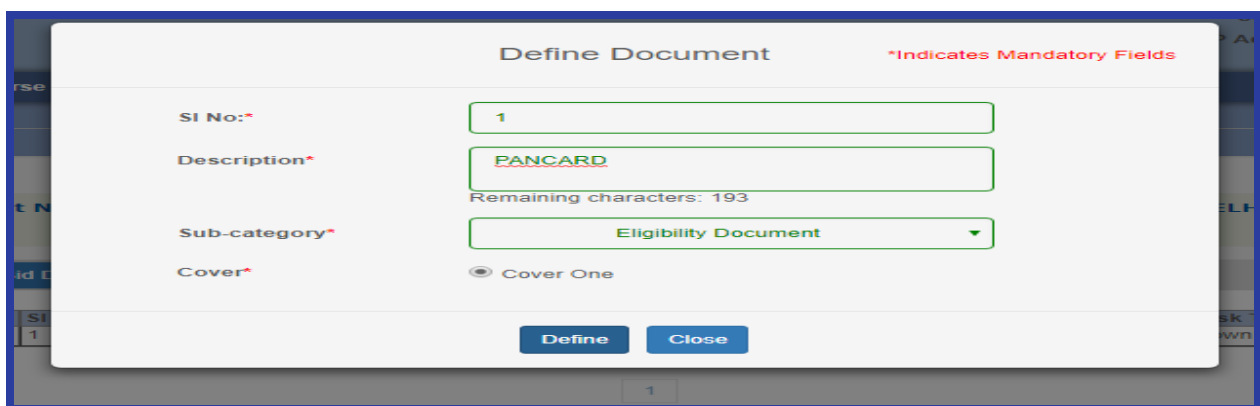 Define Document *Indicates Mandatory Fields
Sl No:* 1
Description* PANCARD
Remaining characters: 193
Sub-category* Eligibility Document
Cover* Cover One
Define Close
1